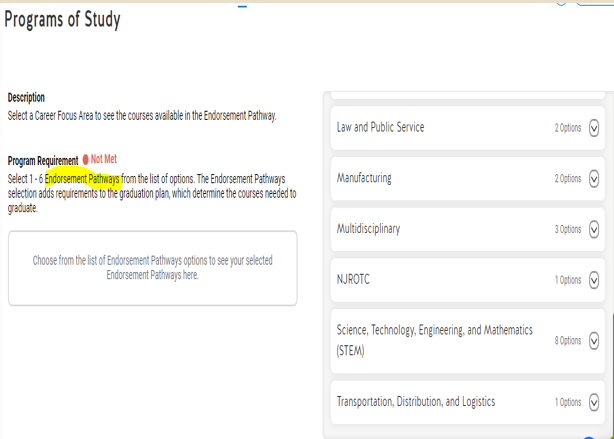 Programs of Study
Description
Select a Career Focus Area to see the courses available in the Endorsement Pathway.
Program Requirement Not Met
Select 1 - 6 Endorsement Pathways from the list of options. The Endorsement Pathways
selection adds requirements to the graduation plan, which determine the courses needed to
graduate.
Choose from the list of Endorsement Pathways options to see your selected
Endorsement Pathways here.
Law and Public Service 2 Options
Manufacturing 2 Options
Multidisciplinary 3 Options
NJROTC 1 Options
Science, Technology, Engineering, and Mathematics
(STEM) 8 Options
Transportation, Distribution, and Logistics 1 Options